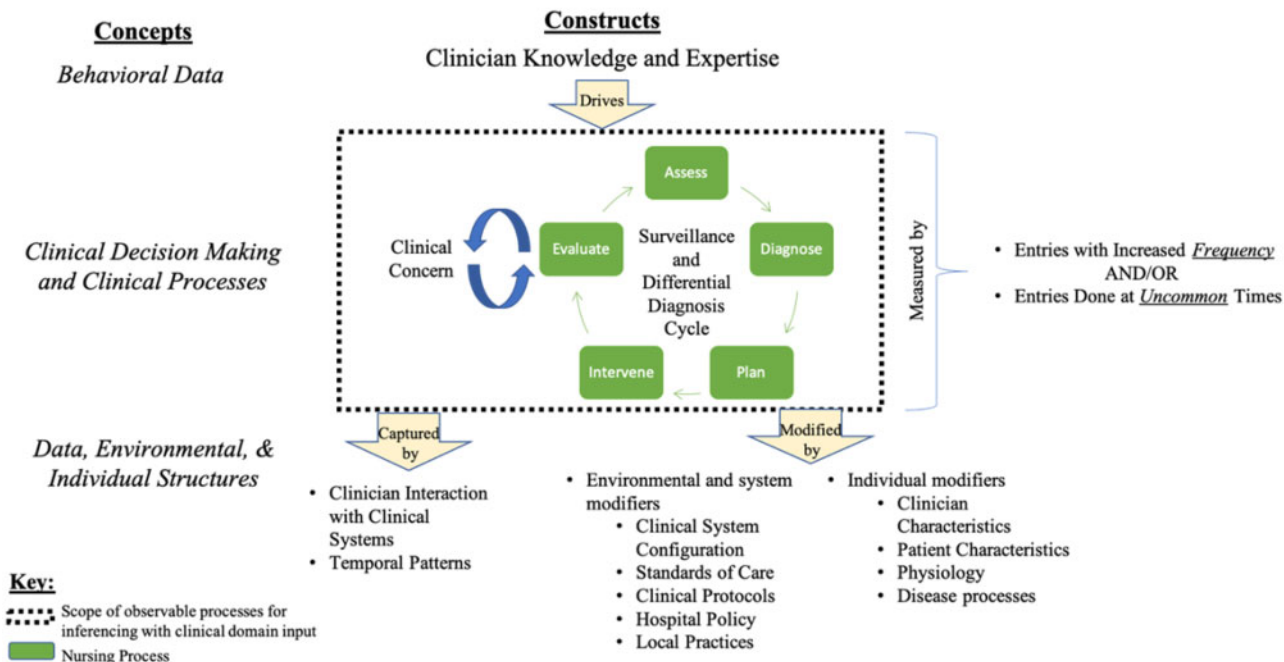 Concepts
Constructs
Behavioral Data
Clinician Knowledge and Expertise
Drives
Assess
Clinical Decision Making
and Clinical Processes
Clinical
Concern
Evaluate
Surveillance
and
Differential
Diagnosis
Cycle
Diagnose
Intervene
Plan
Measured by
• Entries with Increased Frequency
AND/OR
• Entries Done at Uncommon Times
Data, Environmental, &
Individual Structures
Captured
by
Modified
by
• Clinician Interaction
with Clinical
Systems
• Temporal Patterns
• Environmental and system
modifiers
• Clinical System
Configuration
• Standards of Care
• Clinical Protocols
• Hospital Policy
• Local Practices
• Individual modifiers
• Clinician
Characteristics
• Patient Characteristics
• Physiology
• Disease processes
Key:
Scope of observable processes for
inferencing with clinical domain input
Nursing Process